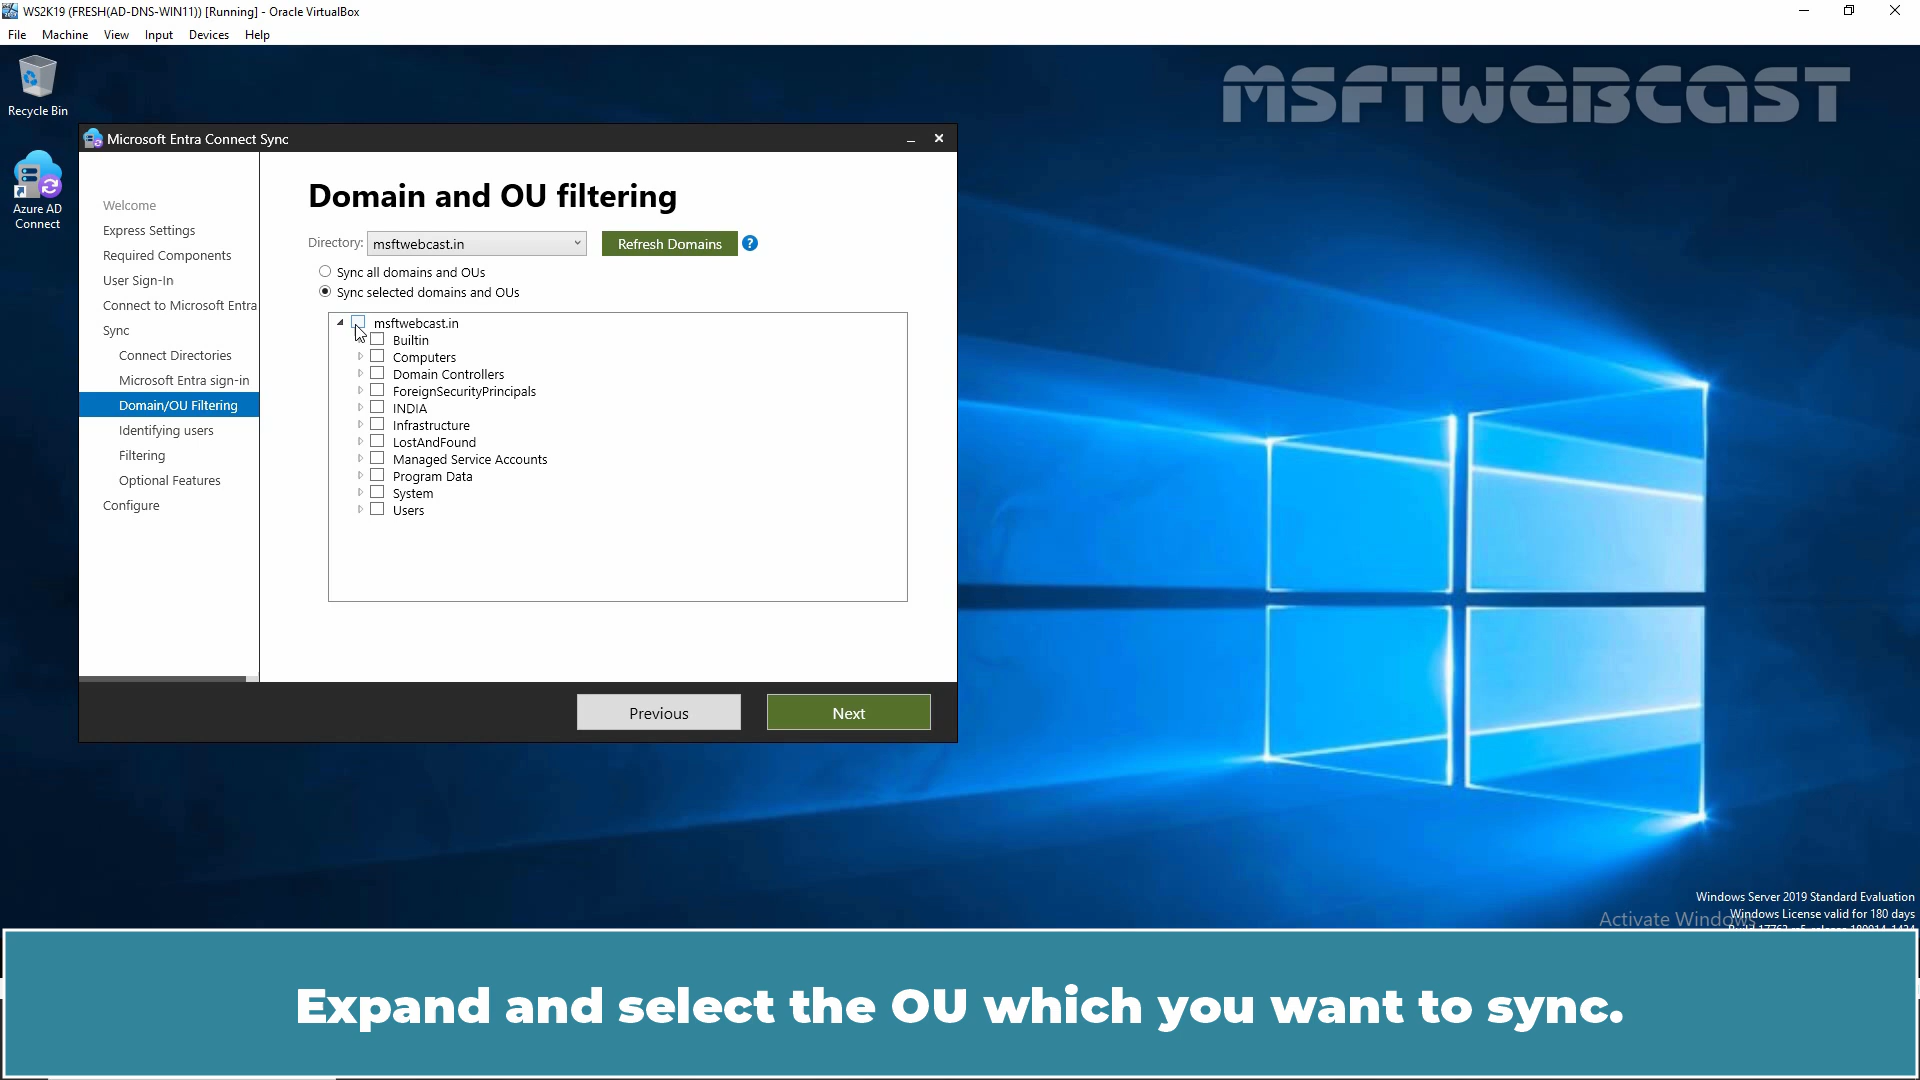 WS2K19 (FRESH(AD-DNS-WIN11)) [Running] - Oracle VirtualBox
File Machine View Input Devices Help
MSFTWEBCAST
Recycle Bin
Azure AD
Connect
Microsoft Entra Connect Sync
Welcome
Express Settings
Required Components
User Sign-In
Connect to Microsoft Entra
Sync
Connect Directories
Microsoft Entra sign-in
Domain/OU Filtering
Identifying users
Filtering
Optional Features
Configure
Domain and OU filtering
Directory: msftwebcast.in Refresh Domains ?
Sync all domains and OUs
Sync selected domains and OUs
msftwebcast.in
Builtin
Computers
Domain Controllers
ForeignSecurityPrincipals
INDIA
Infrastructure
LostAndFound
Managed Service Accounts
Program Data
System
Users
Previous Next
Windows Server 2019 Standard Evaluation
Activate Windows
Windows License valid for 180 days
Expand and select the OU which you want to sync.